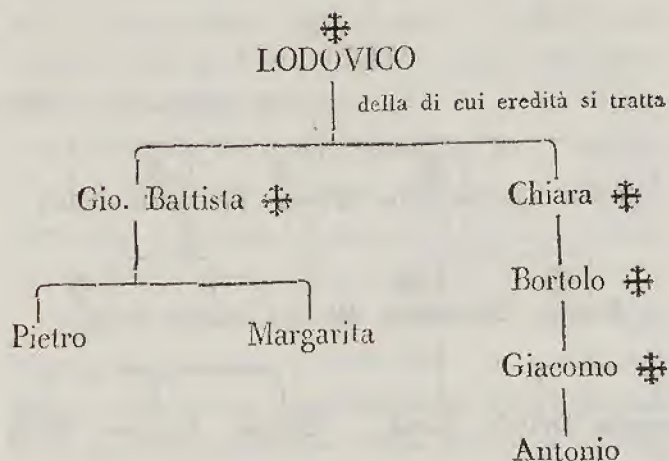 LODOVICO
della di cui eredità si tratta
Gio. Battista Chiara
Bortolo
Pietro Margarita
Giacomo
Antonio